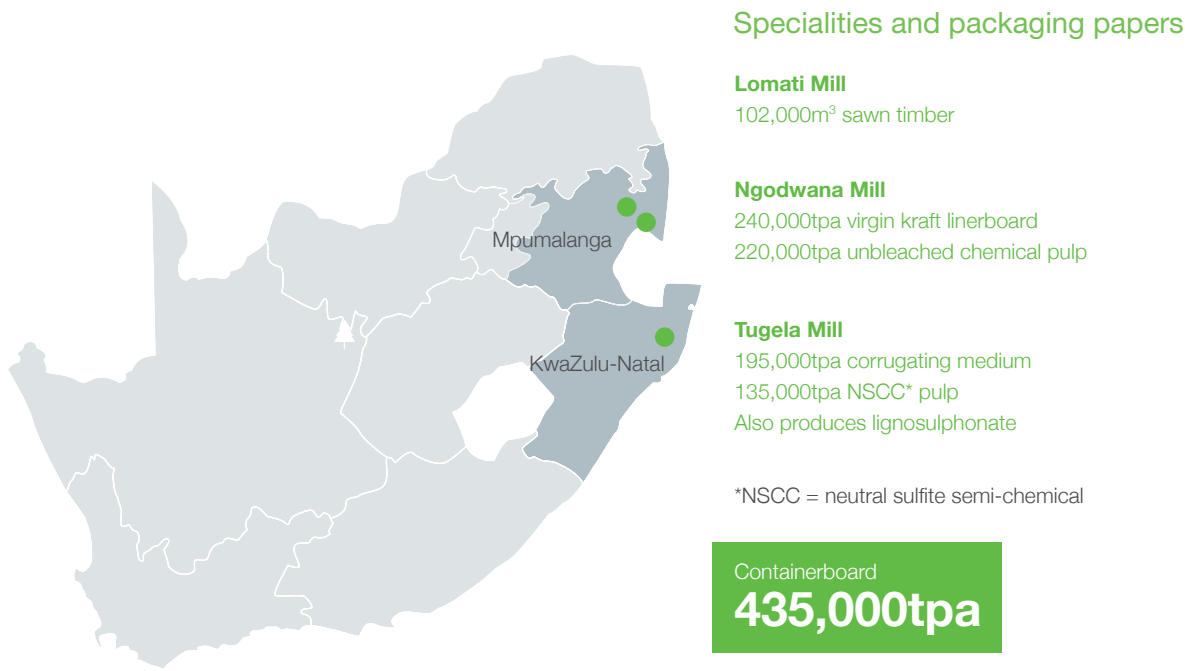 Specialities and packaging papers
Lomati Mill
102,000m³ sawn timber
Ngodwana Mill
240,000tpa virgin kraft linerboard
220,000tpa unbleached chemical pulp
Mpumalanga
Tugela Mill
195,000tpa corrugating medium
135,000tpa NSCC* pulp
Also produces lignosulphonate
KwaZulu-Natal
*NSCC = neutral sulfite semi-chemical
Containerboard
435,000tpa